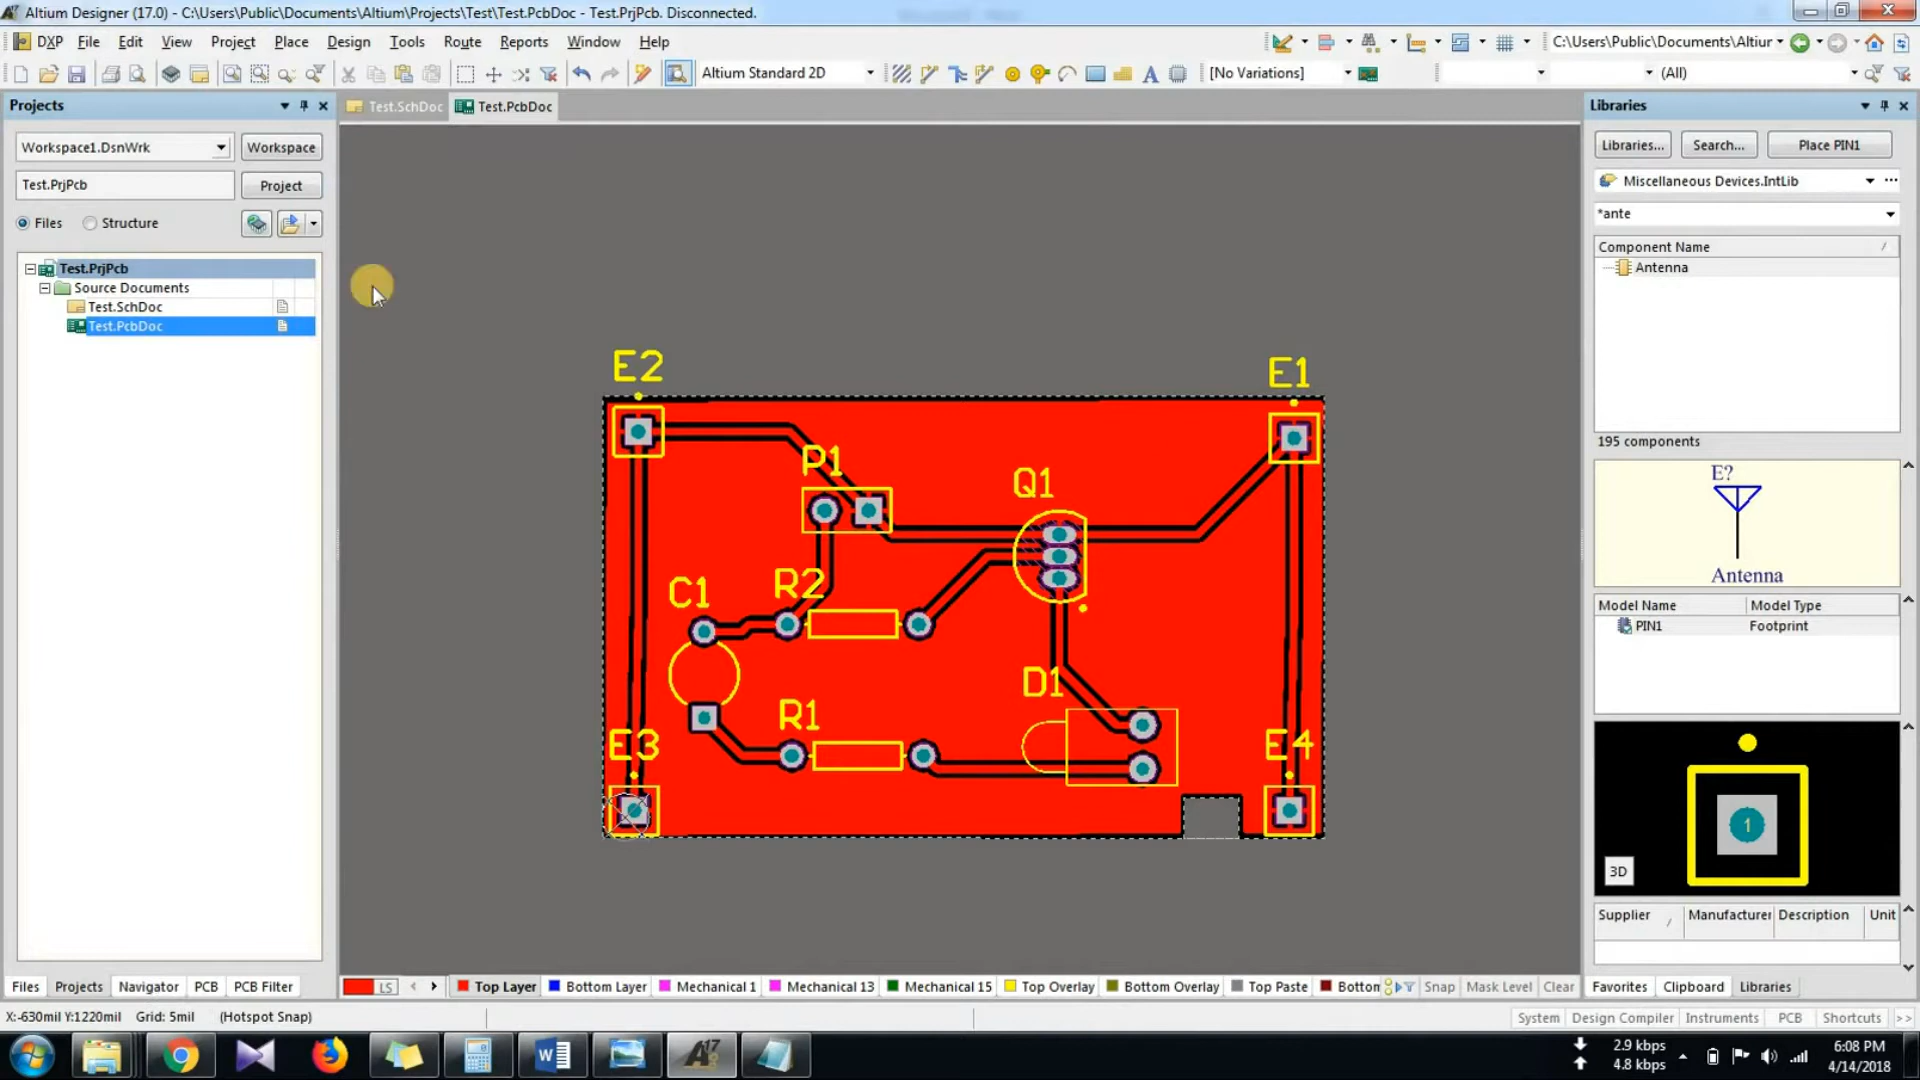 Altium Designer (17.0) - C:\Users\Public\Documents\Altium\Projects\Test\Test.PcbDoc - Test.PrjPcb. Disconnected.
DXP File Edit View Project Place Design Tools Route Reports Window Help
C:\Users\Public\Documents\Altiur
Altium Standard 2D
[No Variations]
(All)
Projects
Test.SchDoc
Test.PcbDoc
Libraries
Workspace1.DsnWrk
Workspace
Libraries...
Search...
Place PIN1
Test.PrjPcb
Project
Miscellaneous Devices.IntLib
Files
Structure
*ante
Component Name
Antenna
Test.PrjPcb
Source Documents
Test.SchDoc
Test.PcbDoc
E2
E1
P1
Q1
R2
C1
D1
R1
E3
E4
195 components
E?
Antenna
Model Name
Model Type
PIN1
Footprint
1
3D
Supplier
Manufacturer
Description
Unit
Files Projects Navigator PCB PCB Filter
LS
Top Layer
Bottom Layer
Mechanical 1
Mechanical 13
Mechanical 15
Top Overlay
Bottom Overlay
Top Paste
Bottom
Snap
Mask Level
Clear
Favorites
Clipboard
Libraries
X:-630mil Y:1220mil Grid: 5mil (Hotspot Snap)
System
Design Compiler
Instruments
PCB
Shortcuts
>>
17
W
2.9 kbps
4.8 kbps
6:08 PM
4/14/2018